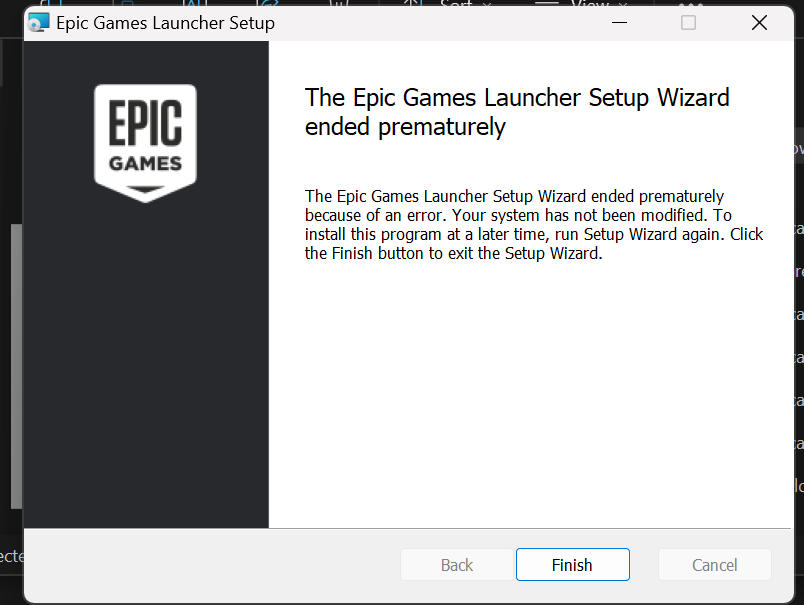 Sort
View
Epic Games Launcher Setup
EPIC
GAMES
The Epic Games Launcher Setup Wizard
ended prematurely
The Epic Games Launcher Setup Wizard ended prematurely
because of an error. Your system has not been modified. To
install this program at a later time, run Setup Wizard again. Click
the Finish button to exit the Setup Wizard.
Back
Finish
Cancel